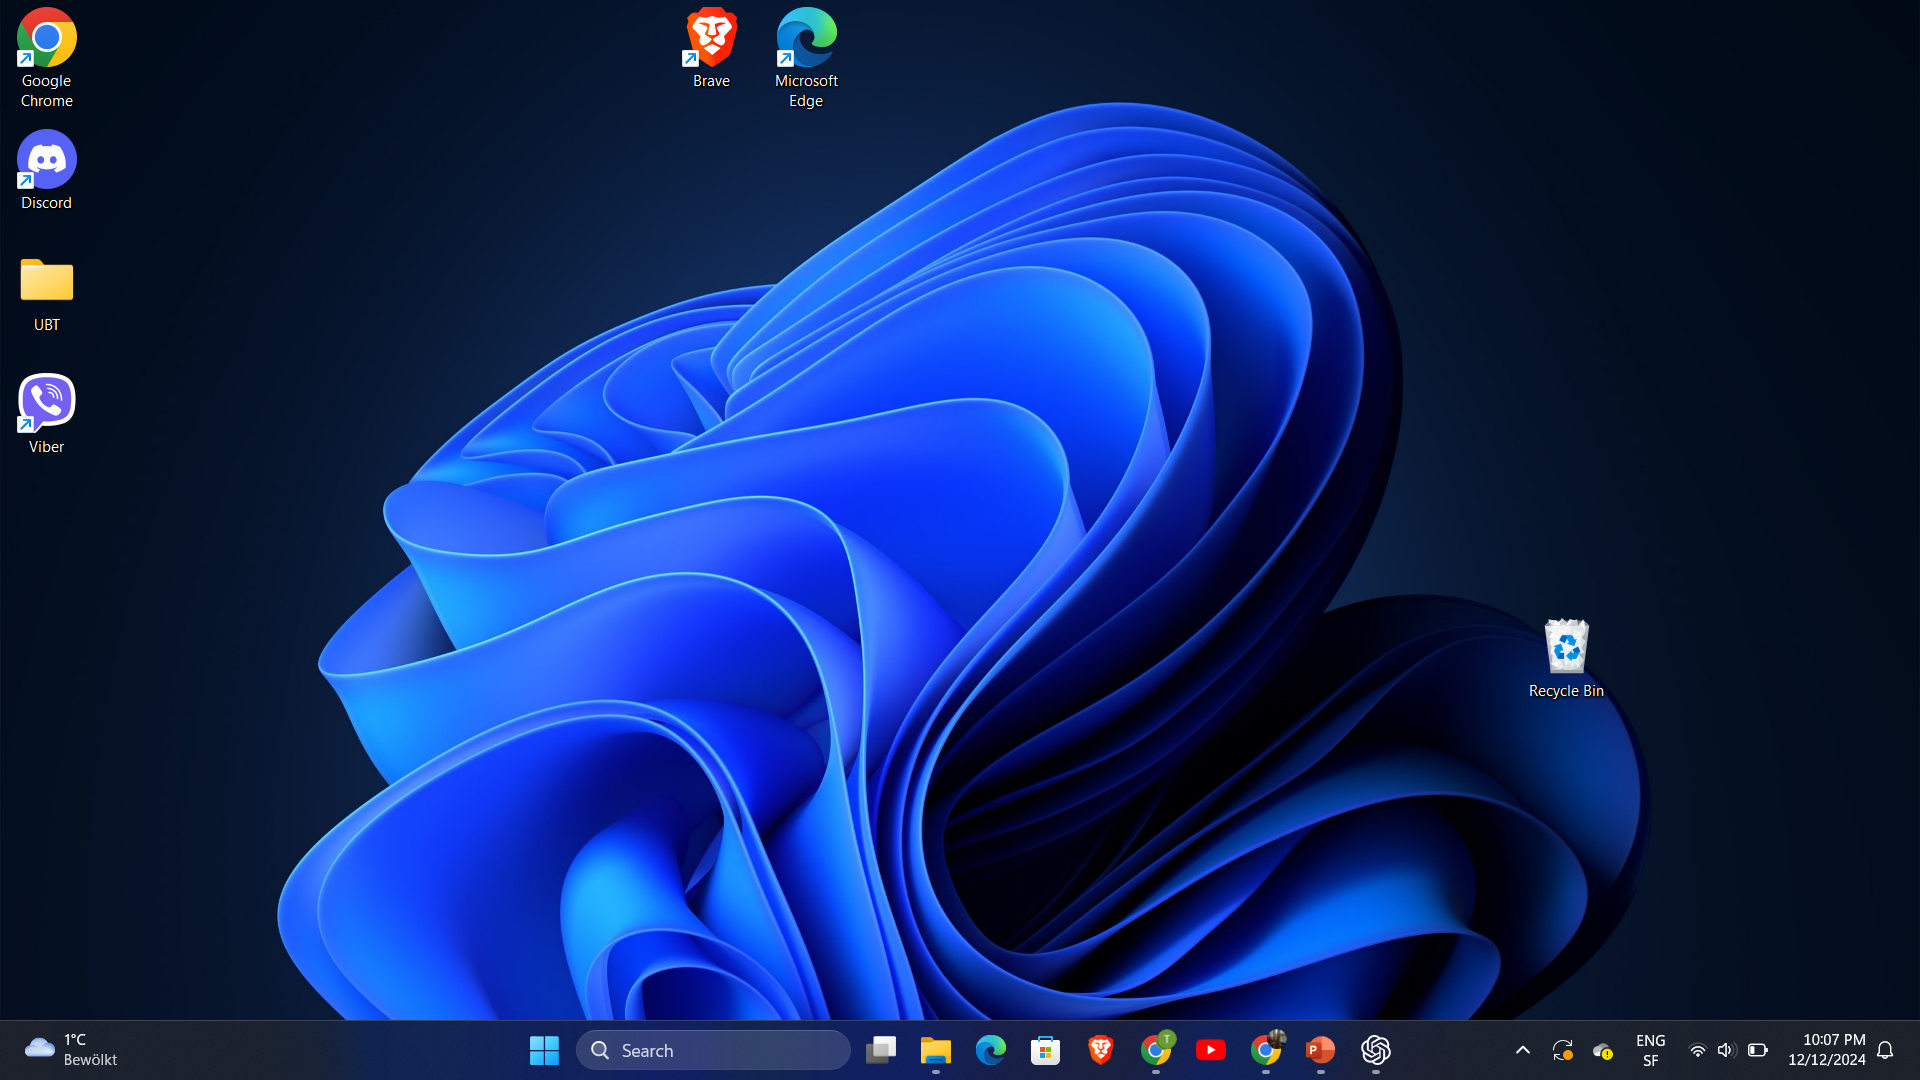 Google
Chrome
Brave
Microsoft
Edge
Discord
UBT
Viber
Recycle Bin
1°C
Bewölkt
Search
T
P
ENG
SF
10:07 PM
12/12/2024